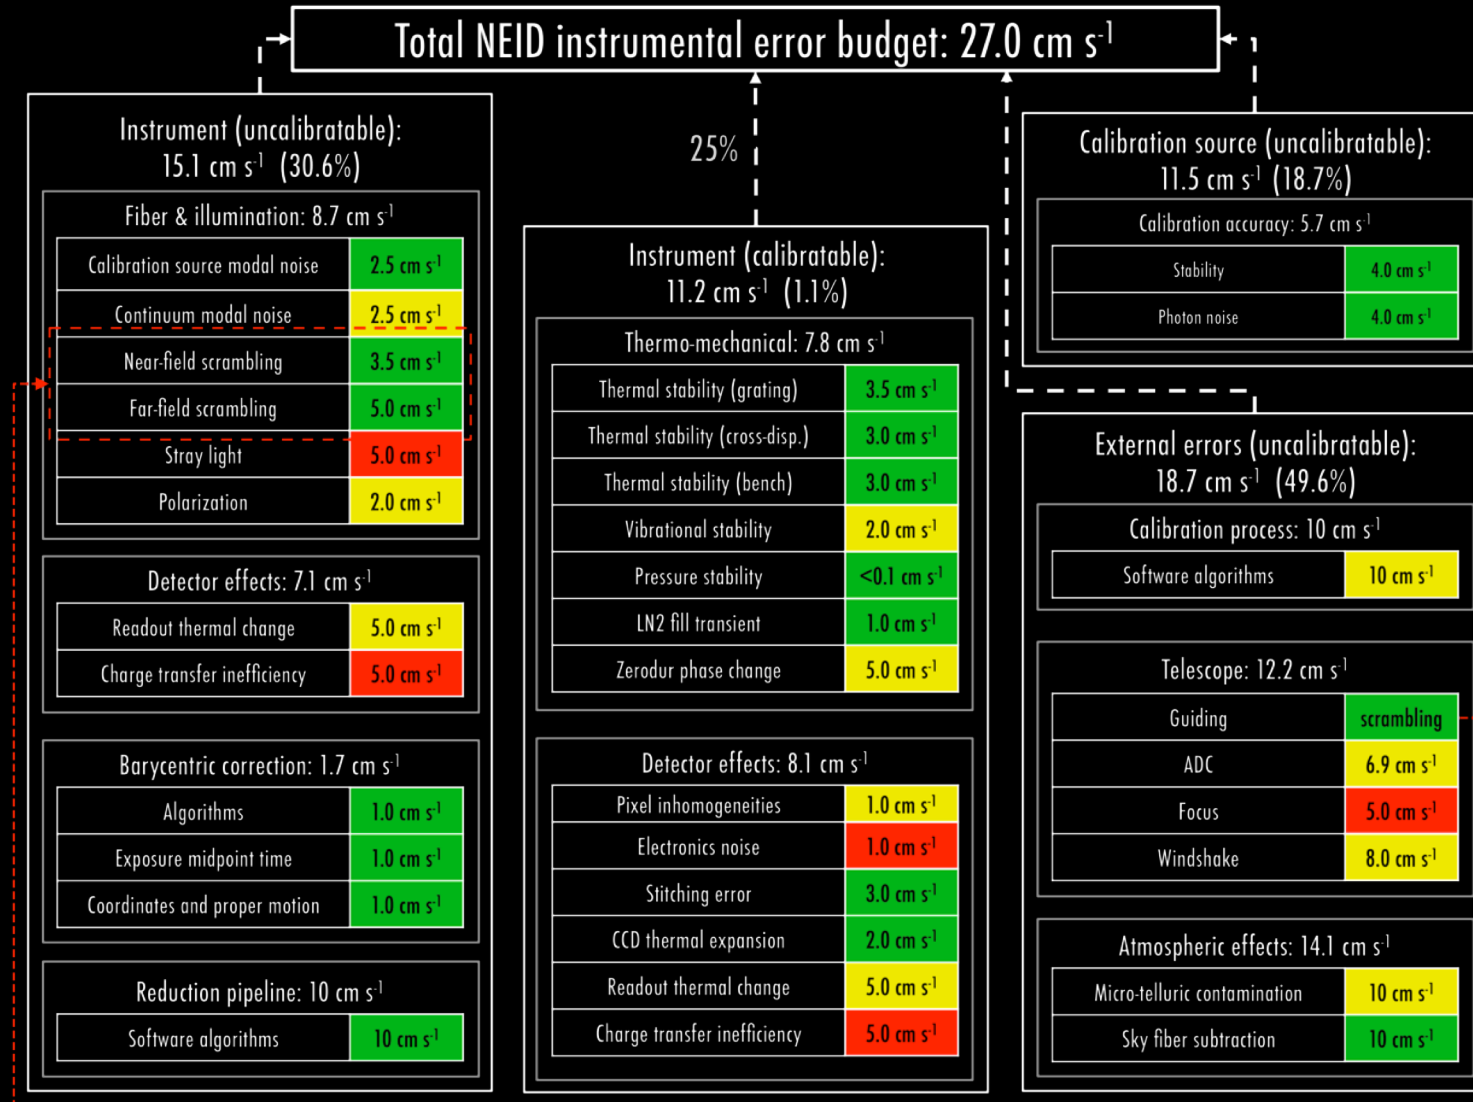 Total NEID instrumental error budget: 27.0 cm s⁻¹
Instrument (uncalibratable):
15.1 cm s⁻¹ (30.6%)
Fiber & illumination: 8.7 cm s⁻¹
Calibration source modal noise 2.5 cm s⁻¹
Continuum modal noise 2.5 cm s⁻¹
Near-field scrambling 3.5 cm s⁻¹
Far-field scrambling 5.0 cm s⁻¹
Stray light 5.0 cm s⁻¹
Polarization 2.0 cm s⁻¹
Detector effects: 7.1 cm s⁻¹
Readout thermal change 5.0 cm s⁻¹
Charge transfer inefficiency 5.0 cm s⁻¹
Barycentric correction: 1.7 cm s⁻¹
Algorithms 1.0 cm s⁻¹
Exposure midpoint time 1.0 cm s⁻¹
Coordinates and proper motion 1.0 cm s⁻¹
Reduction pipeline: 10 cm s⁻¹
Software algorithms 10 cm s⁻¹
25%
Instrument (calibratable):
11.2 cm s⁻¹ (1.1%)
Thermo-mechanical: 7.8 cm s⁻¹
Thermal stability (grating) 3.5 cm s⁻¹
Thermal stability (cross-disp.) 3.0 cm s⁻¹
Thermal stability (bench) 3.0 cm s⁻¹
Vibrational stability 2.0 cm s⁻¹
Pressure stability <0.1 cm s⁻¹
LN2 fill transient 1.0 cm s⁻¹
Zerodur phase change 5.0 cm s⁻¹
Detector effects: 8.1 cm s⁻¹
Pixel inhomogeneities 1.0 cm s⁻¹
Electronics noise 1.0 cm s⁻¹
Stitching error 3.0 cm s⁻¹
CCD thermal expansion 2.0 cm s⁻¹
Readout thermal change 5.0 cm s⁻¹
Charge transfer inefficiency 5.0 cm s⁻¹
Calibration source (uncalibratable):
11.5 cm s⁻¹ (18.7%)
Calibration accuracy: 5.7 cm s⁻¹
Stability 4.0 cm s⁻¹
Photon noise 4.0 cm s⁻¹
External errors (uncalibratable):
18.7 cm s⁻¹ (49.6%)
Calibration process: 10 cm s⁻¹
Software algorithms 10 cm s⁻¹
Telescope: 12.2 cm s⁻¹
Guiding scrambling
ADC 6.9 cm s⁻¹
Focus 5.0 cm s⁻¹
Windshake 8.0 cm s⁻¹
Atmospheric effects: 14.1 cm s⁻¹
Micro-telluric contamination 10 cm s⁻¹
Sky fiber subtraction 10 cm s⁻¹